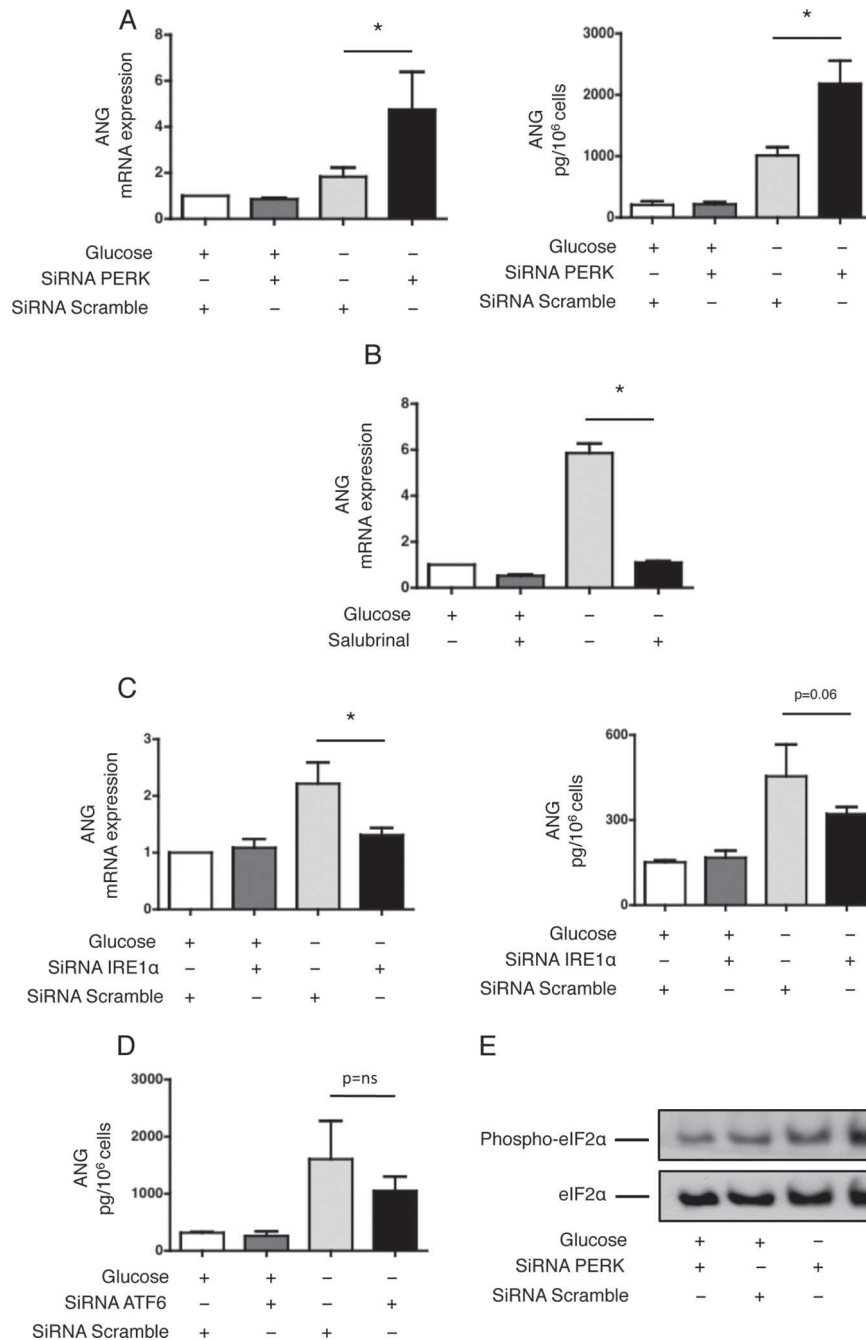 A
*
8
6
4
2
0
ANG
mRNA expression
Glucose + + – –
SiRNA PERK – + – +
SiRNA Scramble + – + –
*
3000
2000
1000
0
ANG
pg/10⁶ cells
Glucose + + – –
SiRNA PERK – + – +
SiRNA Scramble + – + –
B
*
8
6
4
2
0
ANG
mRNA expression
Glucose + + – –
Salubrinal – + – +
C
*
3
2
1
0
ANG
mRNA expression
Glucose + + – –
SiRNA IRE1α – + – +
SiRNA Scramble + – + –
p=0.06
600
300
0
ANG
pg/10⁶ cells
Glucose + + – –
SiRNA IRE1α – + – +
SiRNA Scramble + – + –
D
p=ns
3000
2000
1000
0
ANG
pg/10⁶ cells
Glucose + + – –
SiRNA ATF6 – + – +
SiRNA Scramble + – + –
E
Phospho-eIF2α
eIF2α
Glucose + + –
SiRNA PERK + – +
SiRNA Scramble – + –